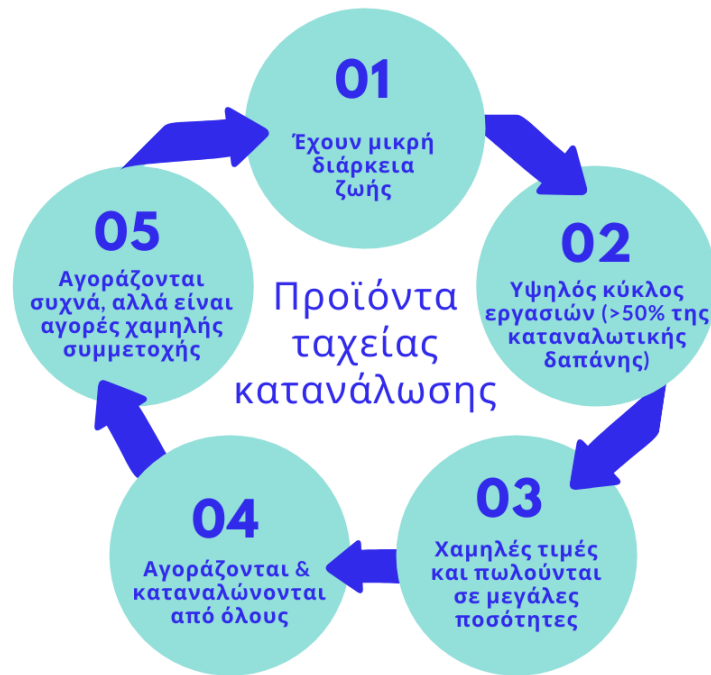 01
Έχουν μικρή
διάρκεια
ζωής
02
Υψηλός κύκλος
εργασιών (>50% της
καταναλωτικής
δαπάνης)
03
Χαμηλές τιμές
και πωλούνται
σε μεγάλες
ποσότητες
04
Αγοράζονται &
καταναλώνονται
από όλους
05
Αγοράζονται
συχνά, αλλά είναι
αγορές χαμηλής
συμμετοχής
Προϊόντα
ταχείας
κατανάλωσης